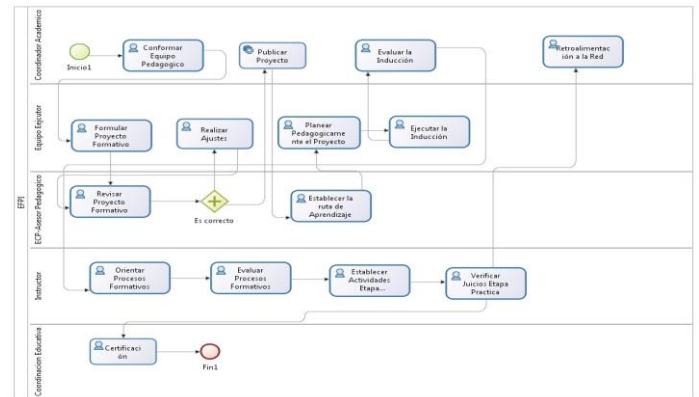 EFPI
Coordinador Academico
Inicio1
Conformar
Equipo
Pedagogico
Publicar
Proyecto
Evaluar la
Inducción
Retroalimentac
ión a la Red
Equipo Enjcutor
Formular
Proyecto
Formativo
Realizar
Ajustes
Planear
Pedagogicame
nte el Proyecto
Ejecutar la
Inducción
ECP-Asesor Pedagogico
Revisar
Proyecto
Formativo
Es correcto
Establecer la
ruta de
Aprendizaje
Instructor
Orientar
Procesos
Formativos
Evaluar
Procesos
Formativos
Establecer
Actividades
Etapa...
Verificar
Juicios Etapa
Practica
Coordinacion Educativa
Certificaci
ón
Fin1